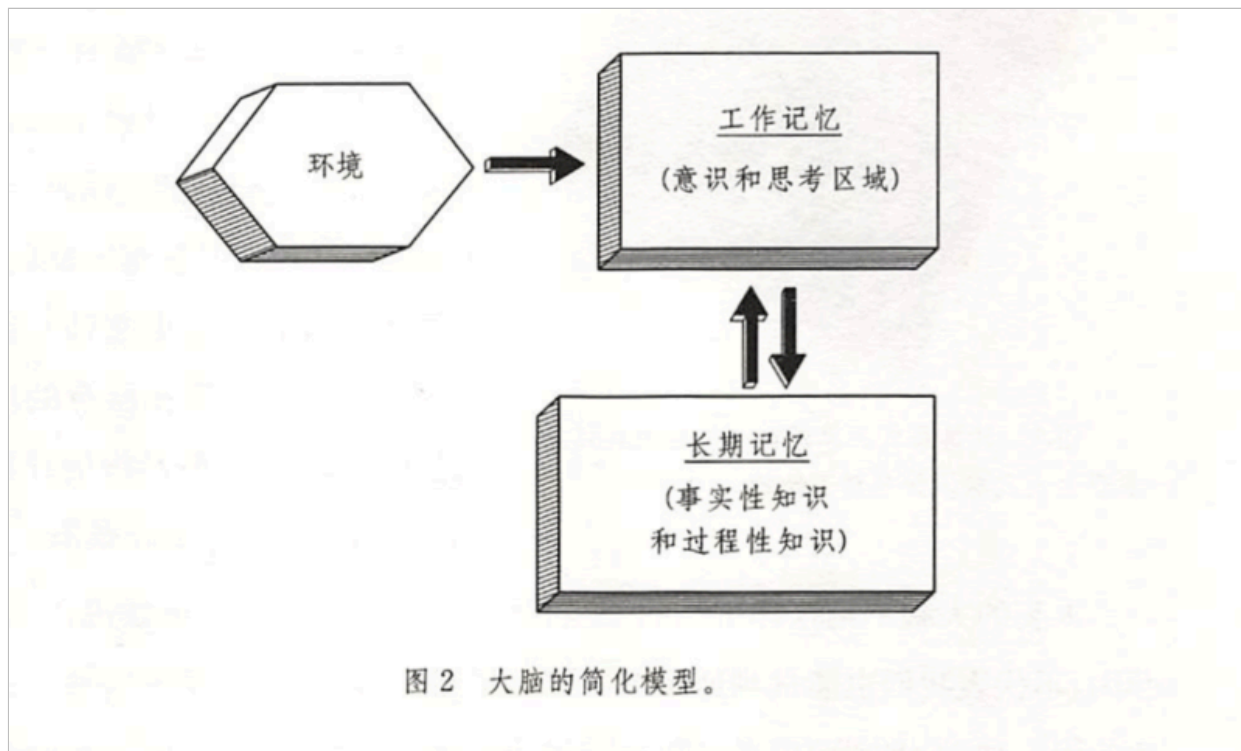 环境
工作记忆
(意识和思考区域)
长期记忆
(事实性知识
和过程性知识)
图 2 大脑的简化模型。